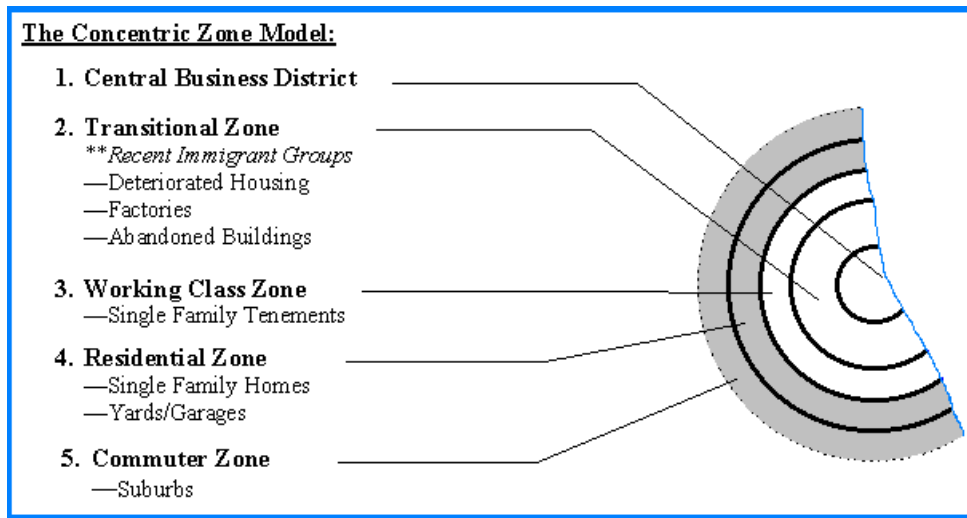 The Concentric Zone Model:
1. Central Business District
2. Transitional Zone
**Recent Immigrant Groups
—Deteriorated Housing
—Factories
—Abandoned Buildings
3. Working Class Zone
—Single Family Tenements
4. Residential Zone
—Single Family Homes
—Yards/Garages
5. Commuter Zone
—Suburbs